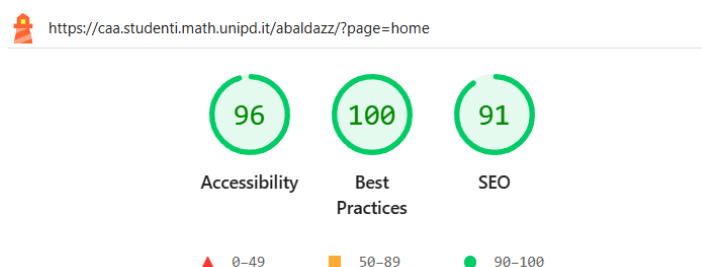 https://caa.studenti.math.unipd.it/abaldazz/?page=home
96 100 91
Accessibility Best Practices SEO
0–49 50–89 90–100